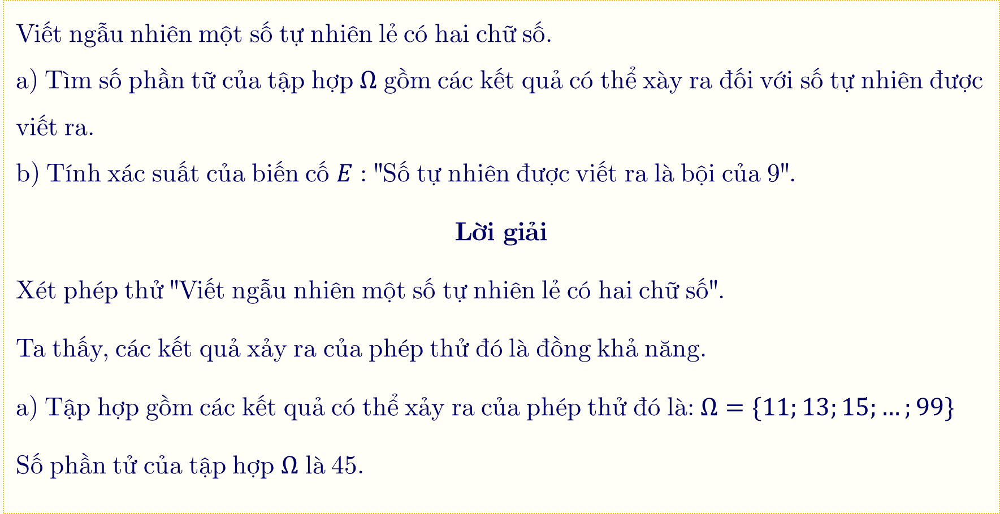 Viết ngẫu nhiên một số tự nhiên lẻ có hai chữ số.
a) Tìm số phần tữ của tập hợp Ω gồm các kết quả có thể xày ra đối với số tự nhiên được
viết ra.
b) Tính xác suất của biến cố E : "Số tự nhiên được viết ra là bội của 9".
Lời giải
Xét phép thử "Viết ngẫu nhiên một số tự nhiên lẻ có hai chữ số".
Ta thấy, các kết quả xảy ra của phép thử đó là đồng khả năng.
a) Tập hợp gồm các kết quả có thể xảy ra của phép thử đó là: Ω = {11; 13; 15; ... ; 99}
Số phần tử của tập hợp Ω là 45.